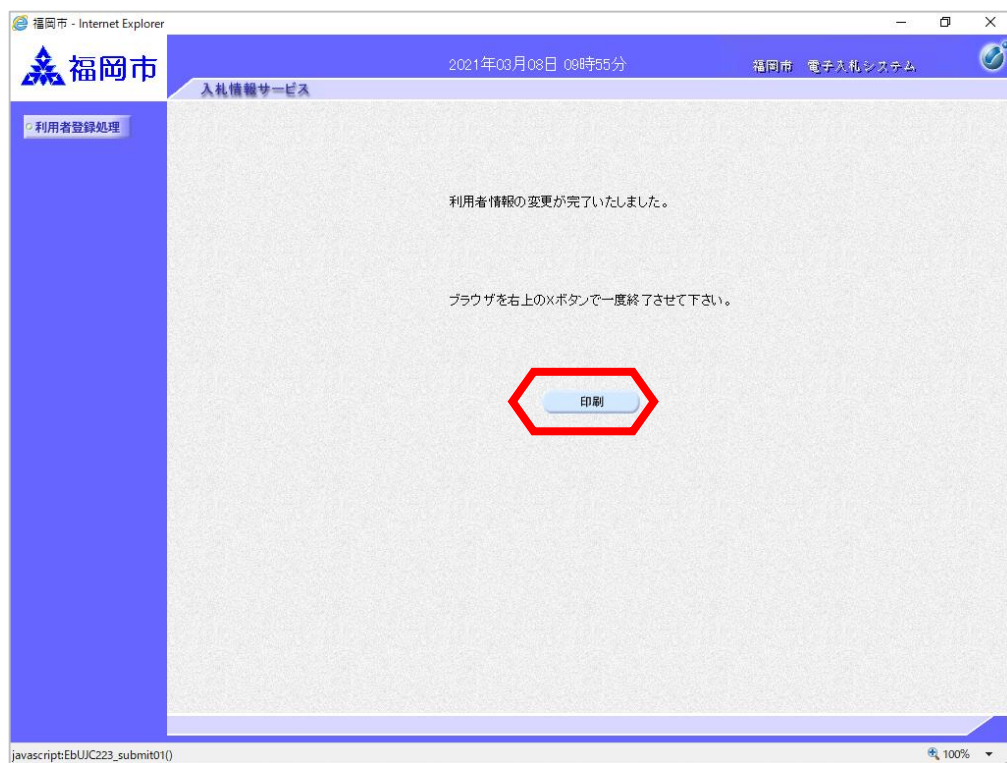 福岡市 - Internet Explorer
福岡市
2021年03月08日 09時55分
福岡市 電子入札システム
入札情報サービス
利用者登録処理
利用者情報の変更が完了いたしました。
ブラウザを右上の×ボタンで一度終了させて下さい。
印刷
javascript:EbUJC223_submit01()
100%